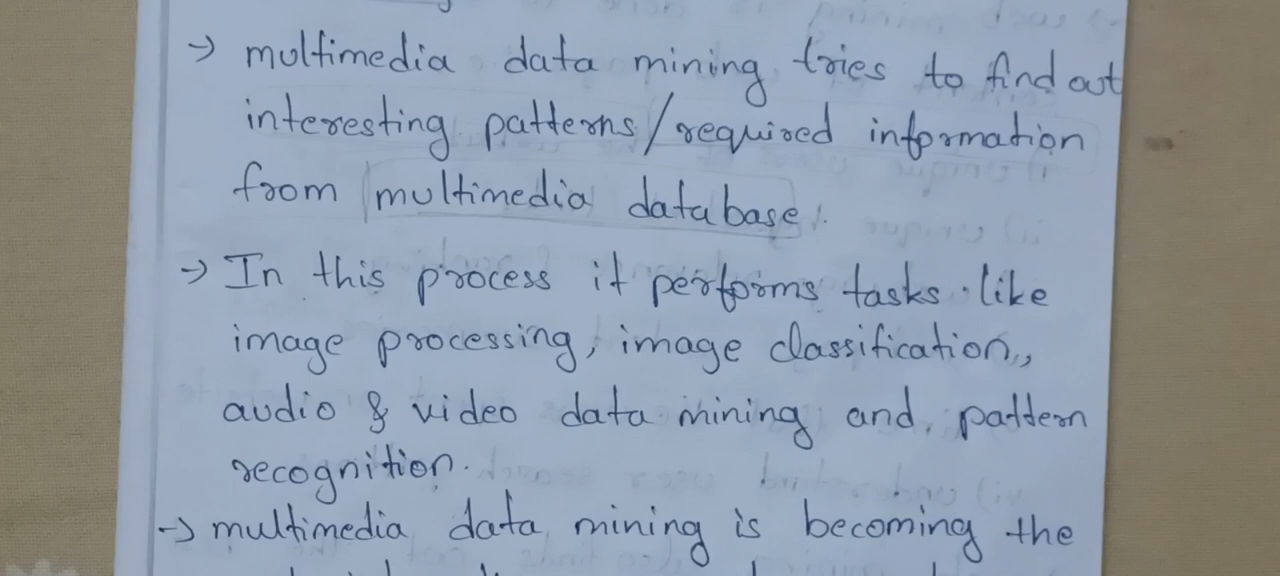 → multimedia data mining tries to find out
interesting patterns/required information
from multimedia database.
→ In this process it performs tasks like
image processing, image classification,,
audio & video data mining and pattern
recognition.
→ multimedia data mining is becoming the